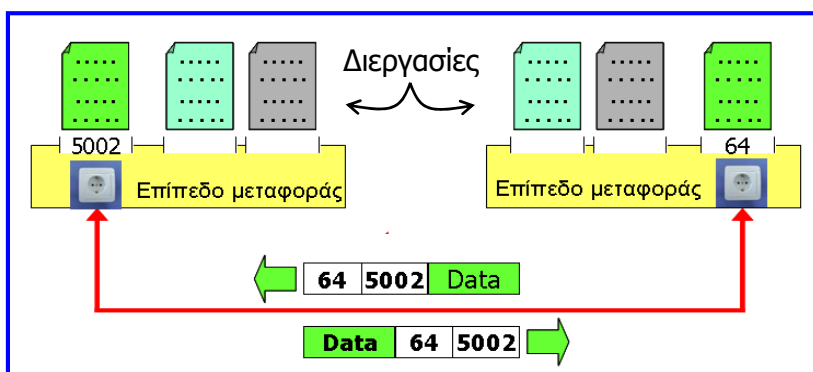 Διεργασίες
5002
64
Επίπεδο μεταφοράς
Επίπεδο μεταφοράς
64 5002 Data
Data 64 5002